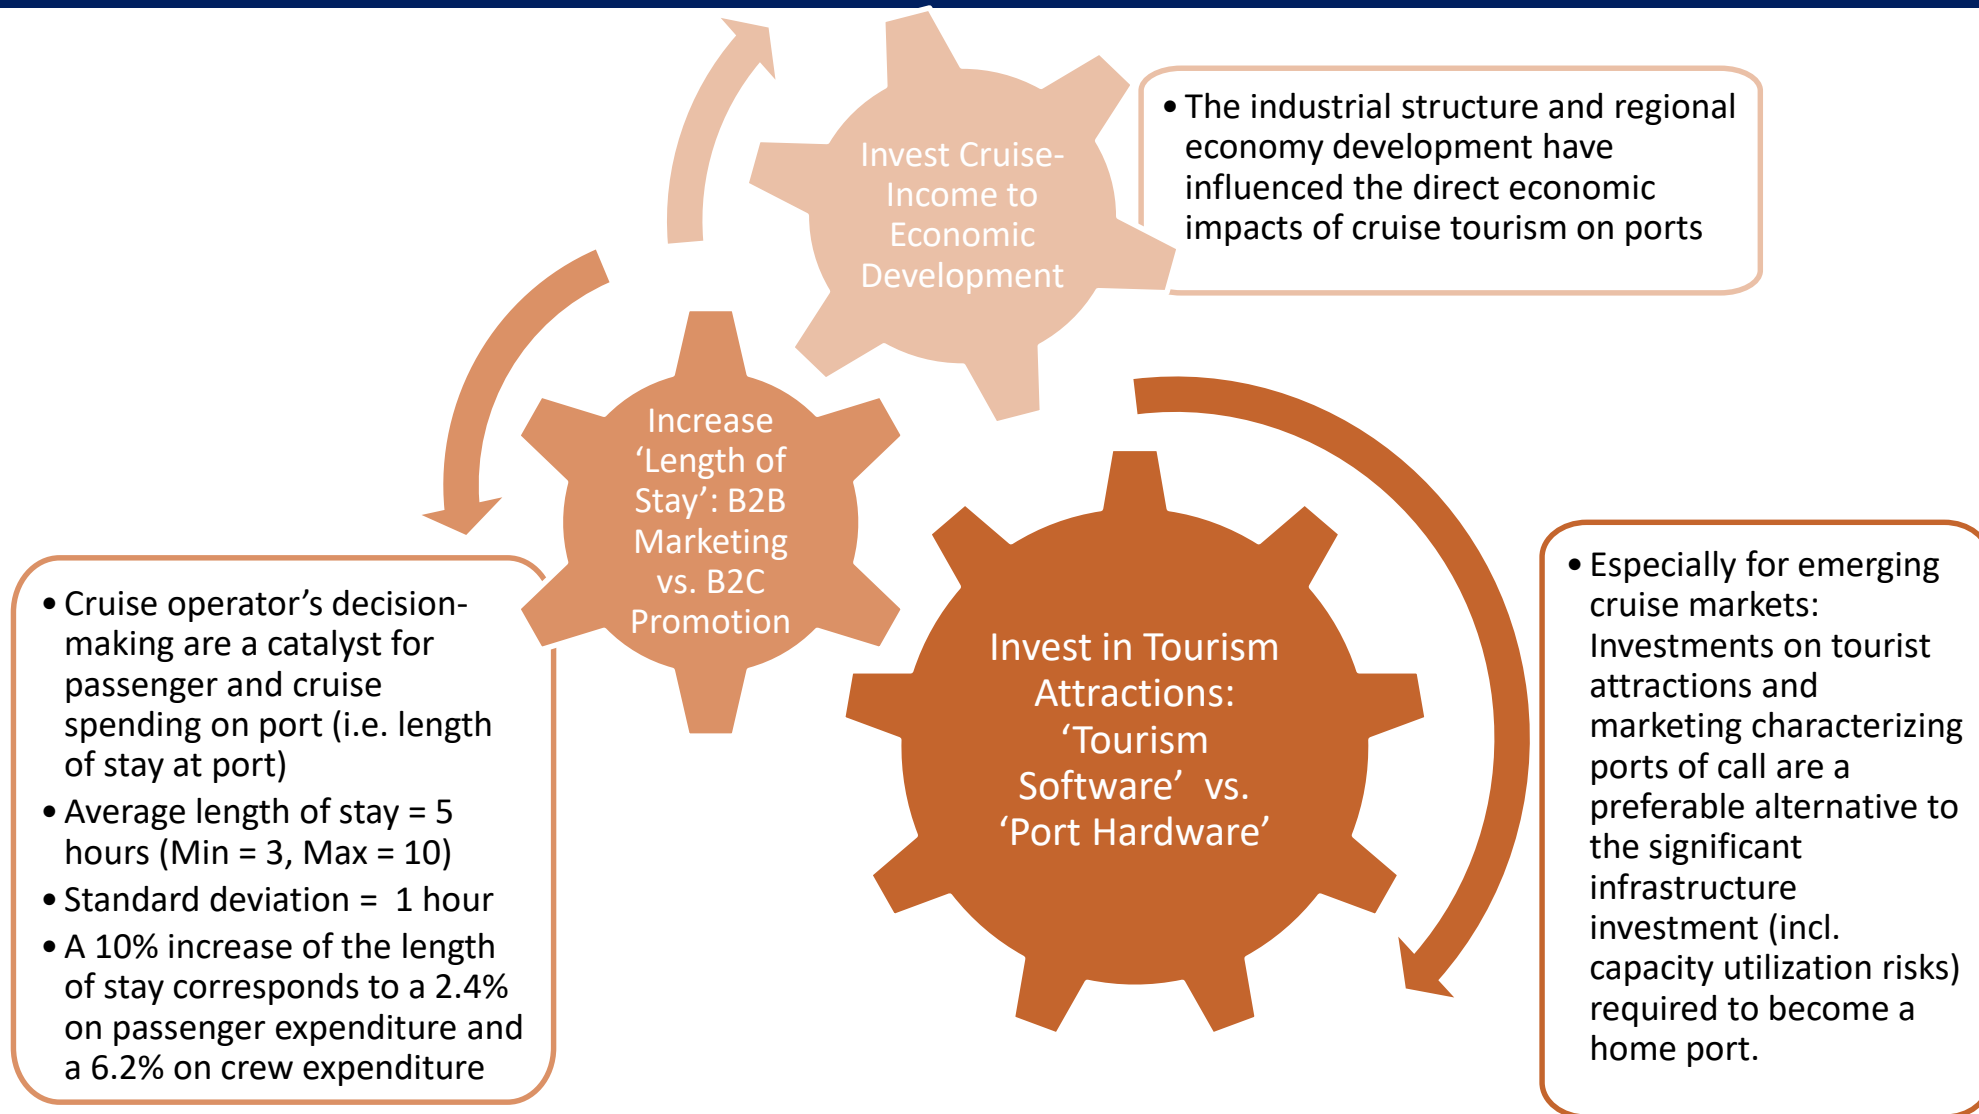 Invest Cruise-
Income to
Economic
Development
• The industrial structure and regional
economy development have
influenced the direct economic
impacts of cruise tourism on ports
Increase
‘Length of
Stay’: B2B
Marketing
vs. B2C
Promotion
• Cruise operator’s decision-
making are a catalyst for
passenger and cruise
spending on port (i.e. length
of stay at port)
• Average length of stay = 5
hours (Min = 3, Max = 10)
• Standard deviation = 1 hour
• A 10% increase of the length
of stay corresponds to a 2.4%
on passenger expenditure and
a 6.2% on crew expenditure
Invest in Tourism
Attractions:
‘Tourism
Software’ vs.
‘Port Hardware’
• Especially for emerging
cruise markets:
Investments on tourist
attractions and
marketing characterizing
ports of call are a
preferable alternative to
the significant
infrastructure
investment (incl.
capacity utilization risks)
required to become a
home port.